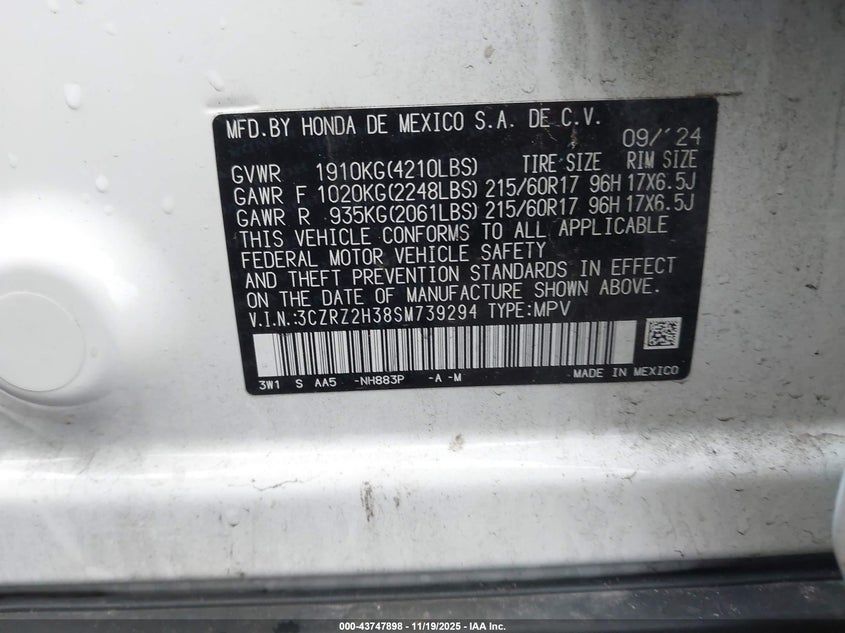 MFD.BY HONDA DE MEXICO S.A. DE C.V.
09/'24
GVWR 1910KG(4210LBS) TIRE SIZE RIM SIZE
GAWR F 1020KG(2248LBS) 215/60R17 96H 17X6.5J
GAWR R 935KG(2061LBS) 215/60R17 96H 17X6.5J
THIS VEHICLE CONFORMS TO ALL APPLICABLE
FEDERAL MOTOR VEHICLE SAFETY
AND THEFT PREVENTION STANDARDS IN EFFECT
ON THE DATE OF MANUFACTURE SHOWN ABOVE.
V.I.N.:3CZRZ2H38SM739294 TYPE:MPV
3W1 S AA5 -NH883P -A -M MADE IN MEXICO
000-43747898 - 11/19/2025 - IAA Inc.